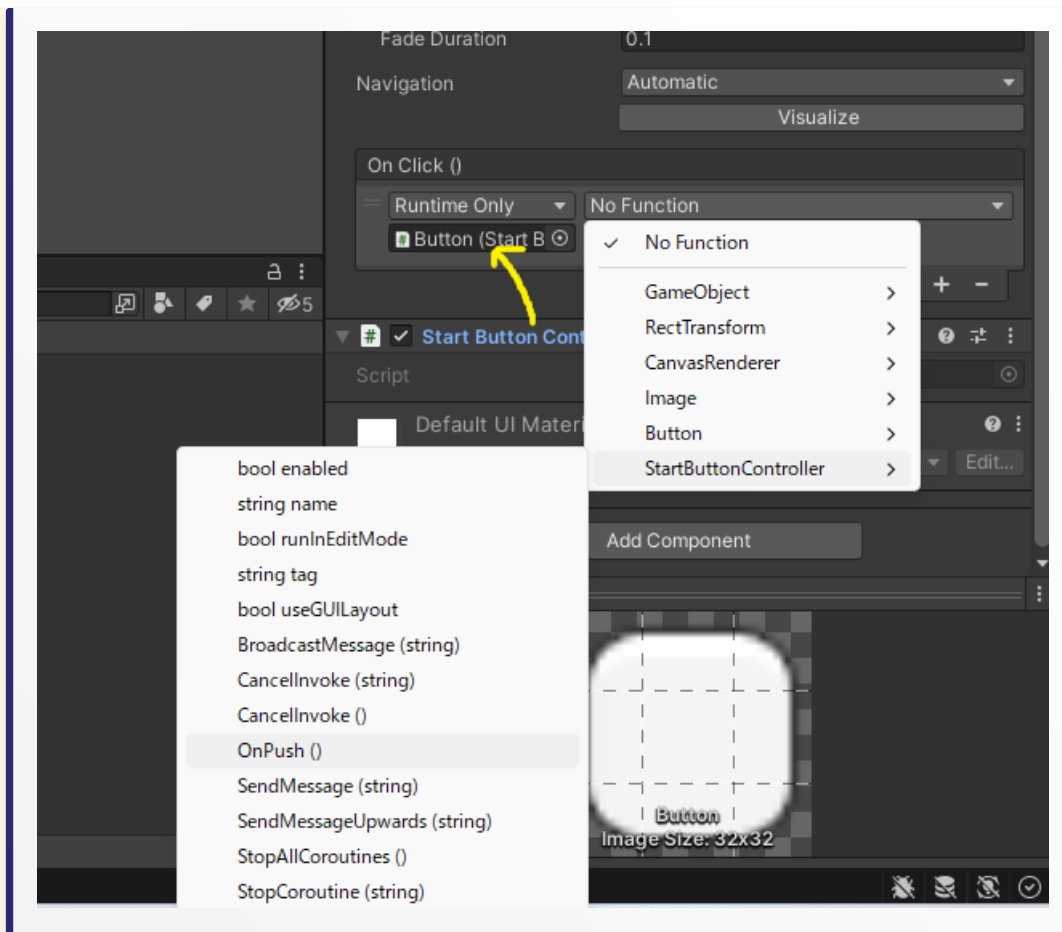 Fade Duration 0.1
Navigation Automatic
Visualize
On Click ()
Runtime Only No Function
Button (Start B
No Function
GameObject
RectTransform
CanvasRenderer
Image
Button
StartButtonController
5
# Start Button Cont
Script
Default UI Materi
Edit...
bool enabled
string name
bool runInEditMode
string tag
bool useGUILayout
BroadcastMessage (string)
CancelInvoke (string)
CancelInvoke ()
OnPush ()
SendMessage (string)
SendMessageUpwards (string)
StopAllCoroutines ()
StopCoroutine (string)
Add Component
Button
Image Size: 32x32